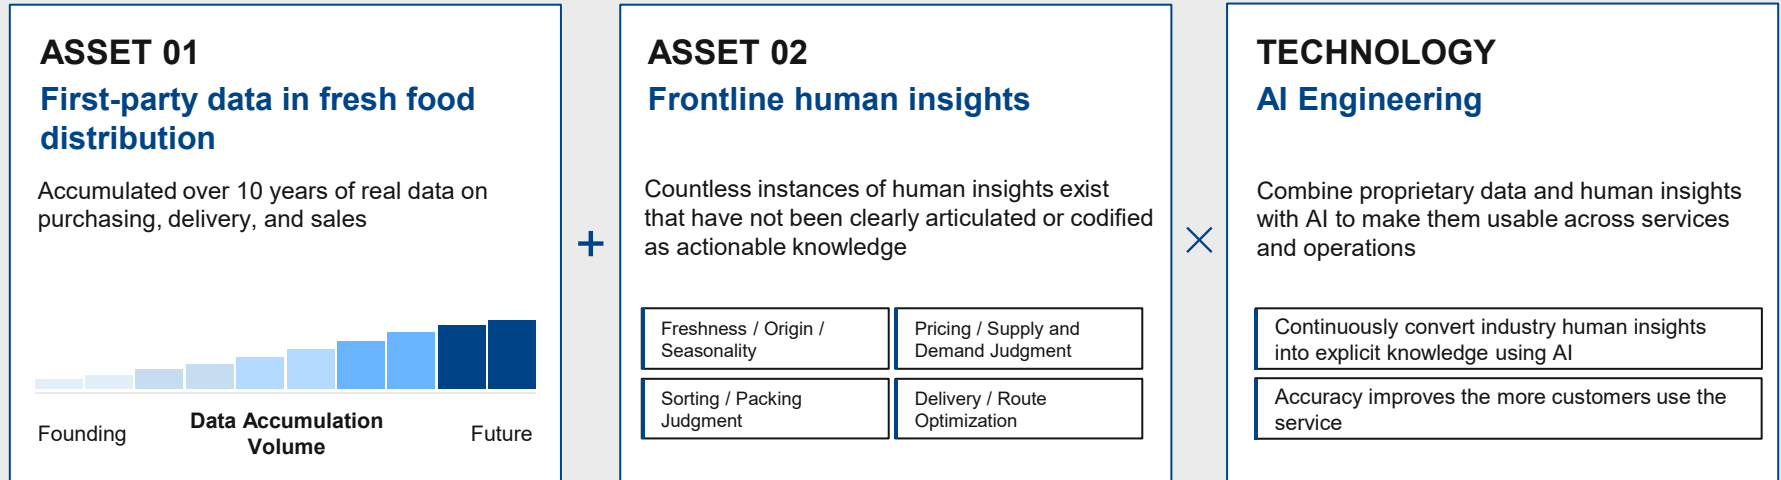 ASSET 01
First-party data in fresh food
distribution
Accumulated over 10 years of real data on
purchasing, delivery, and sales
Founding
Data Accumulation
Volume
Future
+
ASSET 02
Frontline human insights
Countless instances of human insights exist
that have not been clearly articulated or codified
as actionable knowledge
Freshness / Origin /
Seasonality
Pricing / Supply and
Demand Judgment
Sorting / Packing
Judgment
Delivery / Route
Optimization
×
TECHNOLOGY
AI Engineering
Combine proprietary data and human insights
with AI to make them usable across services
and operations
Continuously convert industry human insights
into explicit knowledge using AI
Accuracy improves the more customers use the
service